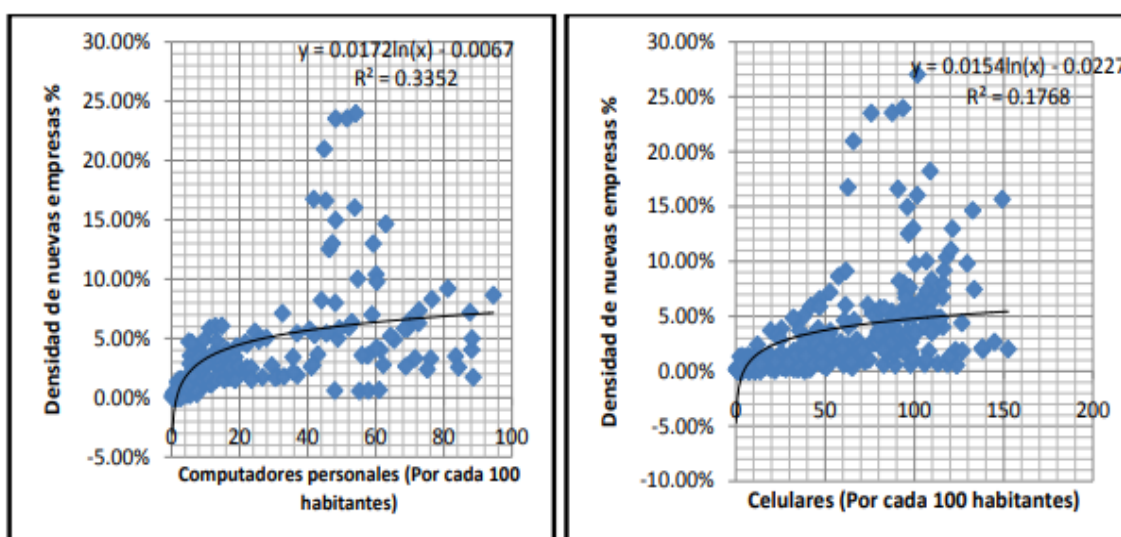 30.00%
25.00%
20.00%
15.00%
10.00%
5.00%
0.00%
-5.00%
Densidad de nuevas empresas %
y = 0.0172ln(x) - 0.0067
R² = 0.3352
0 20 40 60 80 100
Computadores personales (Por cada 100
habitantes)
30.00%
25.00%
20.00%
15.00%
10.00%
5.00%
0.00%
-5.00%
-10.00%
Densidad de nuevas empresas %
y = 0.0154ln(x) - 0.0227
R² = 0.1768
0 50 100 150 200
Celulares (Por cada 100 habitantes)